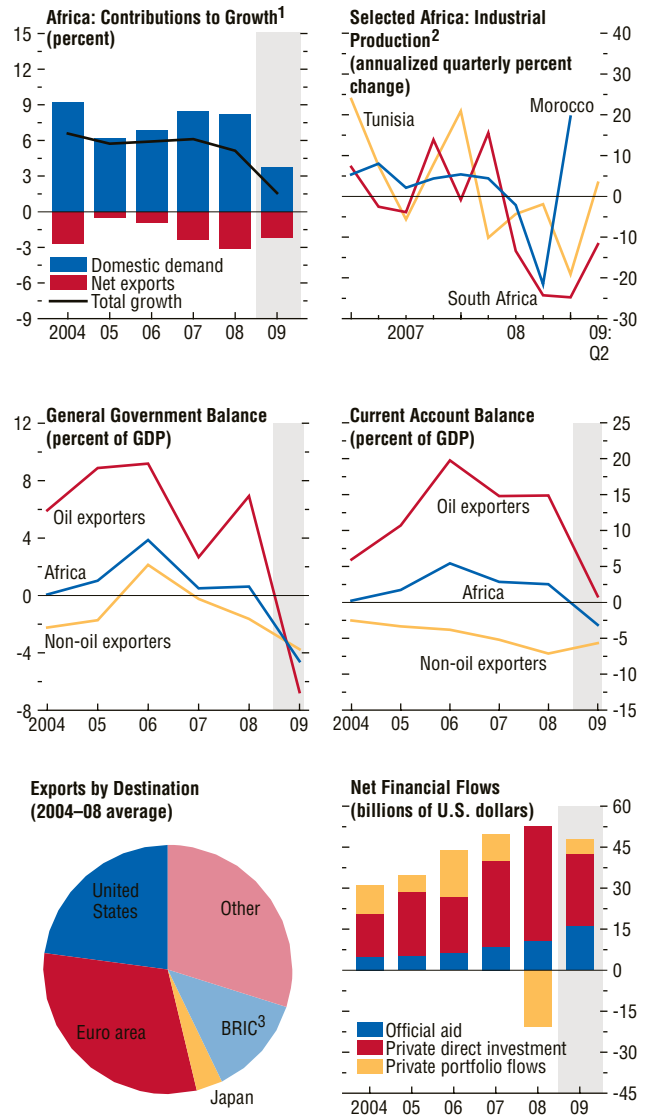 Africa: Contributions to Growth¹
(percent)
15
12
9
6
3
0
-3
-6
-9
Domestic demand
Net exports
Total growth
2004 05 06 07 08 09
Selected Africa: Industrial
Production²
(annualized quarterly percent
change)
40
30
20
10
0
-10
-20
-30
Tunisia
Morocco
South Africa
2007 08 09:
Q2
General Government Balance
(percent of GDP)
12
8
4
0
-4
-8
Oil exporters
Africa
Non-oil exporters
2004 05 06 07 08 09
Current Account Balance
(percent of GDP)
25
20
15
10
5
0
-5
-10
-15
Oil exporters
Africa
Non-oil exporters
2004 05 06 07 08 09
Exports by Destination
(2004–08 average)
United
States
Other
Euro area
BRIC³
Japan
Net Financial Flows
(billions of U.S. dollars)
60
45
30
15
0
-15
-30
-45
Official aid
Private direct investment
Private portfolio flows
2004 05 06 07 08 09